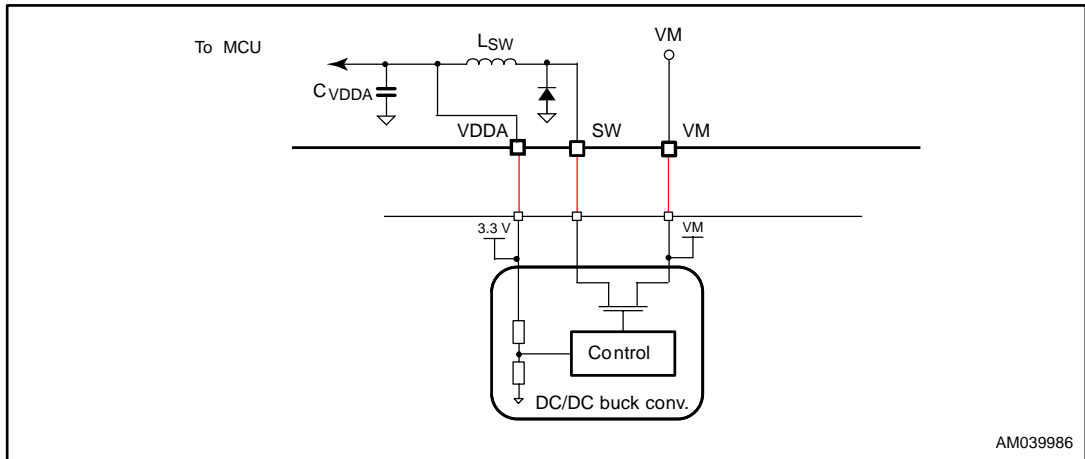 To MCU
LSW
VM
CVDDA
VDDA
SW
VM
3.3 V
VM
Control
DC/DC buck conv.
AM039986